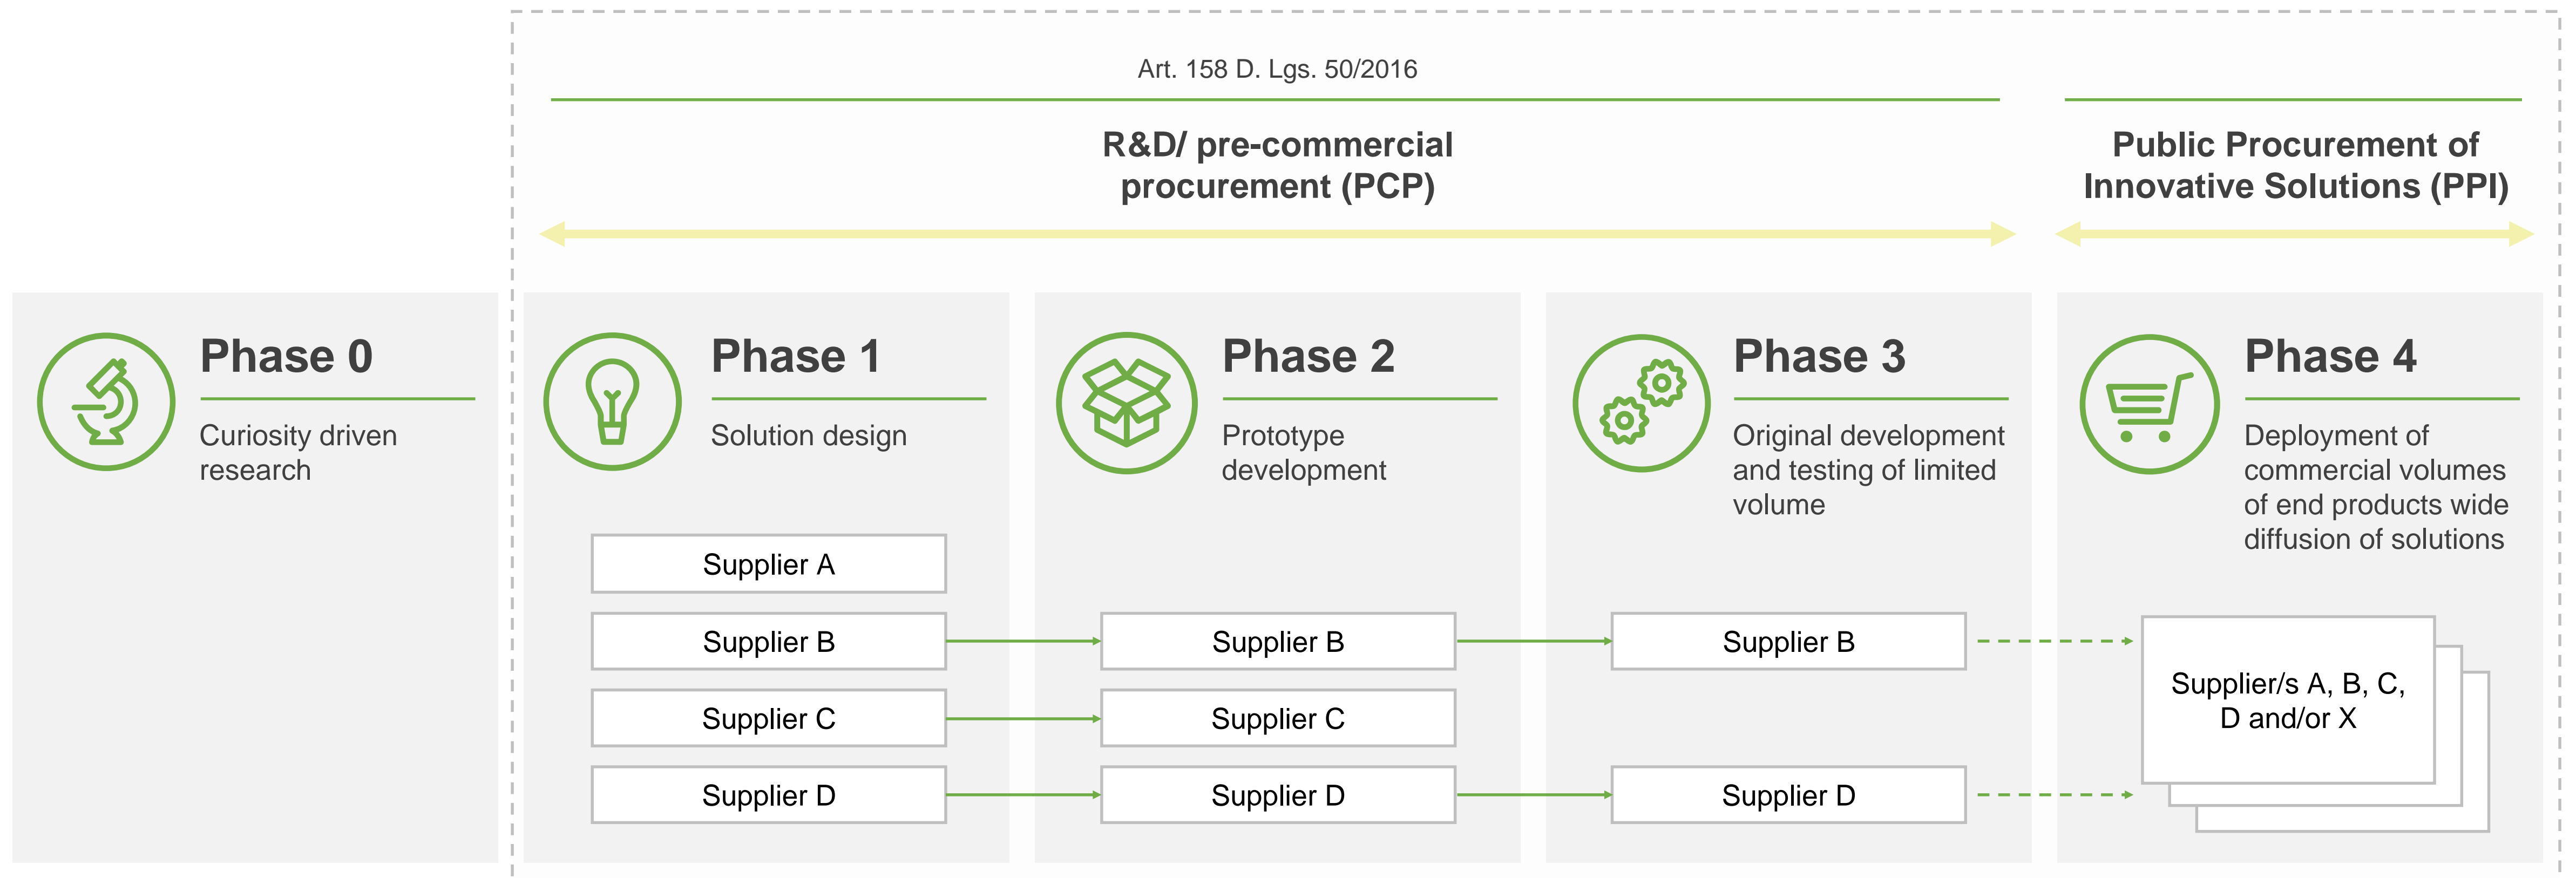 Art. 158 D. Lgs. 50/2016
R&D/ pre-commercial
procurement (PCP)
Public Procurement of
Innovative Solutions (PPI)
Phase 0
Curiosity driven
research
Phase 1
Solution design
Supplier A
Supplier B
Supplier C
Supplier D
Phase 2
Prototype
development
Supplier B
Supplier C
Supplier D
Phase 3
Original development
and testing of limited
volume
Supplier B
Supplier D
Phase 4
Deployment of
commercial volumes
of end products wide
diffusion of solutions
Supplier/s A, B, C,
D and/or X